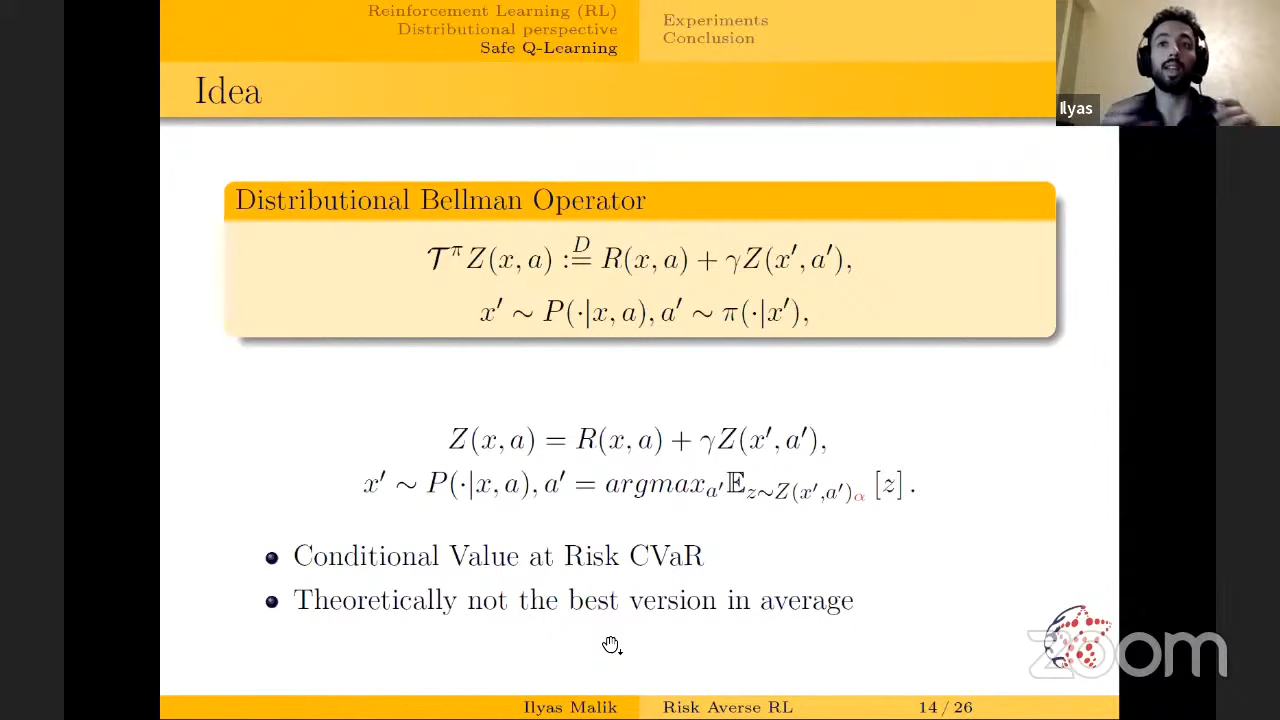 Reinforcement Learning (RL)
Distributional perspective
Safe Q-Learning
Experiments
Conclusion
Idea
Ilyas
Distributional Bellman Operator
𝒯^π Z(x, a) :=^D R(x, a) + γZ(x′, a′),
x′ ∼ P(·|x, a), a′ ∼ π(·|x′),
Z(x, a) = R(x, a) + γZ(x′, a′),
x′ ∼ P(·|x, a), a′ = argmax_{a′} 𝔼_{z∼Z(x′,a′)_α} [z] .
Conditional Value at Risk CVaR
Theoretically not the best version in average
zoom
Ilyas Malik
Risk Averse RL
14 / 26